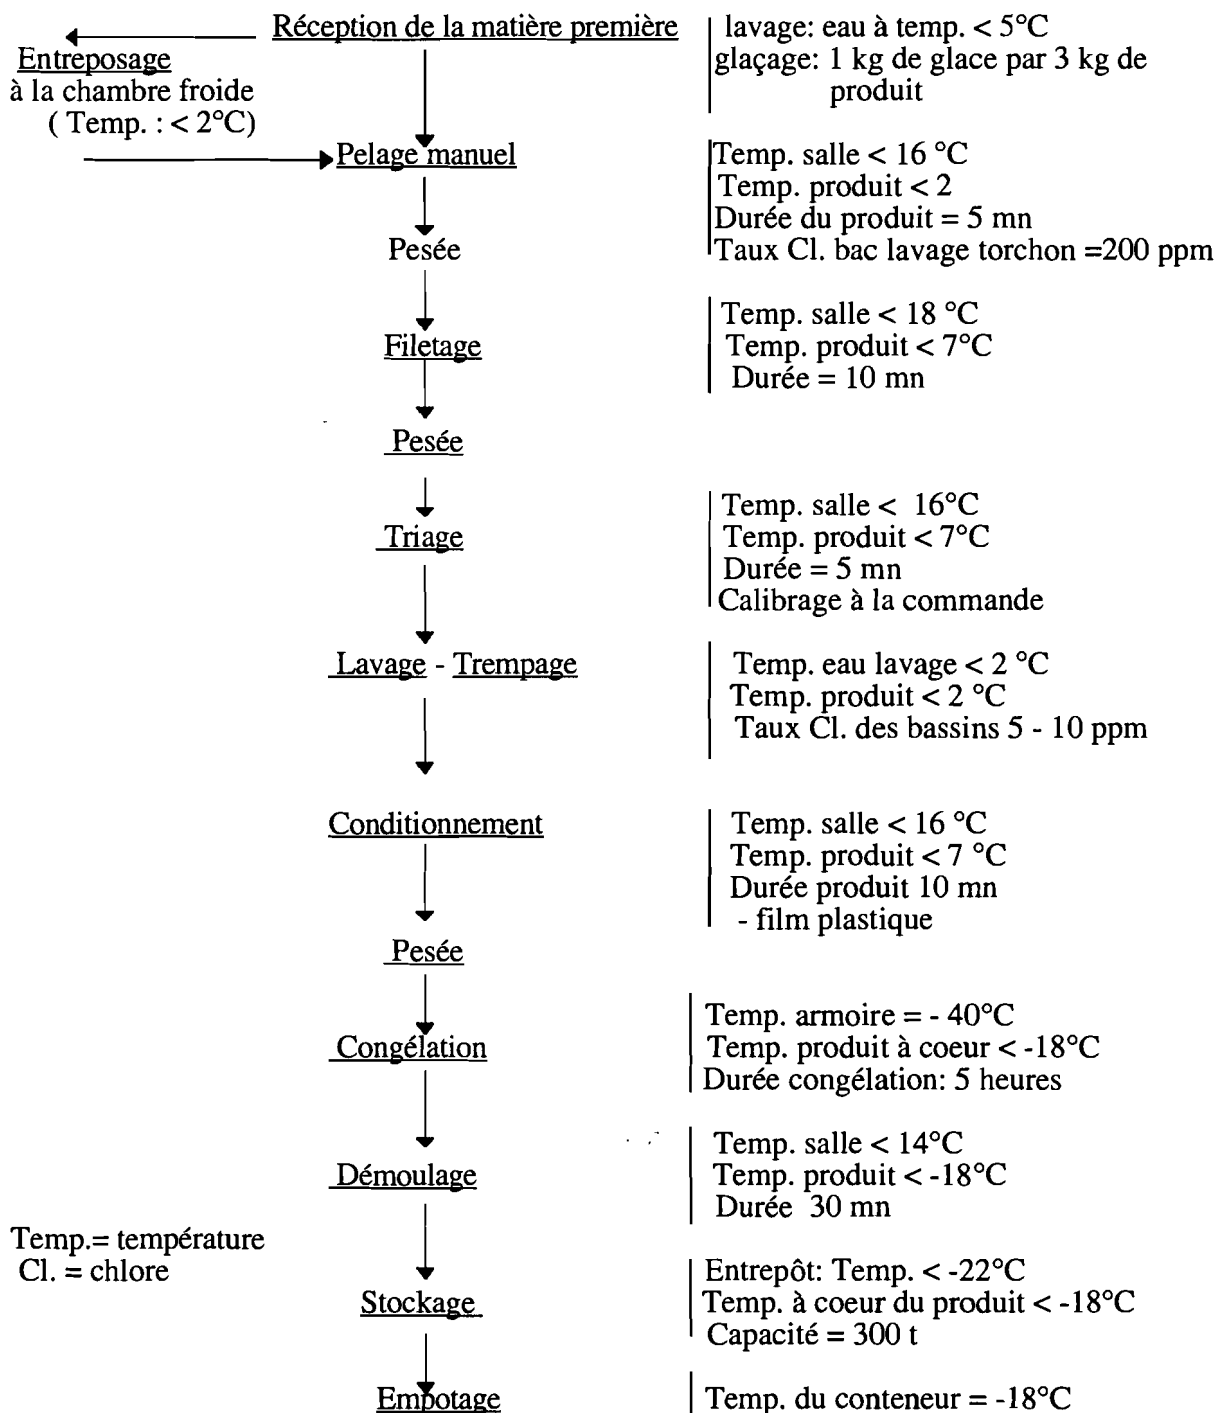 Réception de la matière première
lavage: eau à temp. < 5°C
glaçage: 1 kg de glace par 3 kg de
produit
Entreposage
à la chambre froide
( Temp. : < 2°C)
Pelage manuel
Temp. salle < 16 °C
Temp. produit < 2
Durée du produit = 5 mn
Taux Cl. bac lavage torchon =200 ppm
Pesée
Filetage
Temp. salle < 18 °C
Temp. produit < 7°C
Durée = 10 mn
Pesée
Triage
Temp. salle < 16°C
Temp. produit < 7°C
Durée = 5 mn
Calibrage à la commande
Lavage - Trempage
Temp. eau lavage < 2 °C
Temp. produit < 2 °C
Taux Cl. des bassins 5 - 10 ppm
Conditionnement
Temp. salle < 16 °C
Temp. produit < 7 °C
Durée produit 10 mn
- film plastique
Pesée
Congélation
Temp. armoire = - 40°C
Temp. produit à coeur < -18°C
Durée congélation: 5 heures
Démoulage
Temp. salle < 14°C
Temp. produit < -18°C
Durée 30 mn
Temp.= température
Cl. = chlore
Stockage
Entrepôt: Temp. < -22°C
Temp. à coeur du produit < -18°C
Capacité = 300 t
Empotage
Temp. du conteneur = -18°C